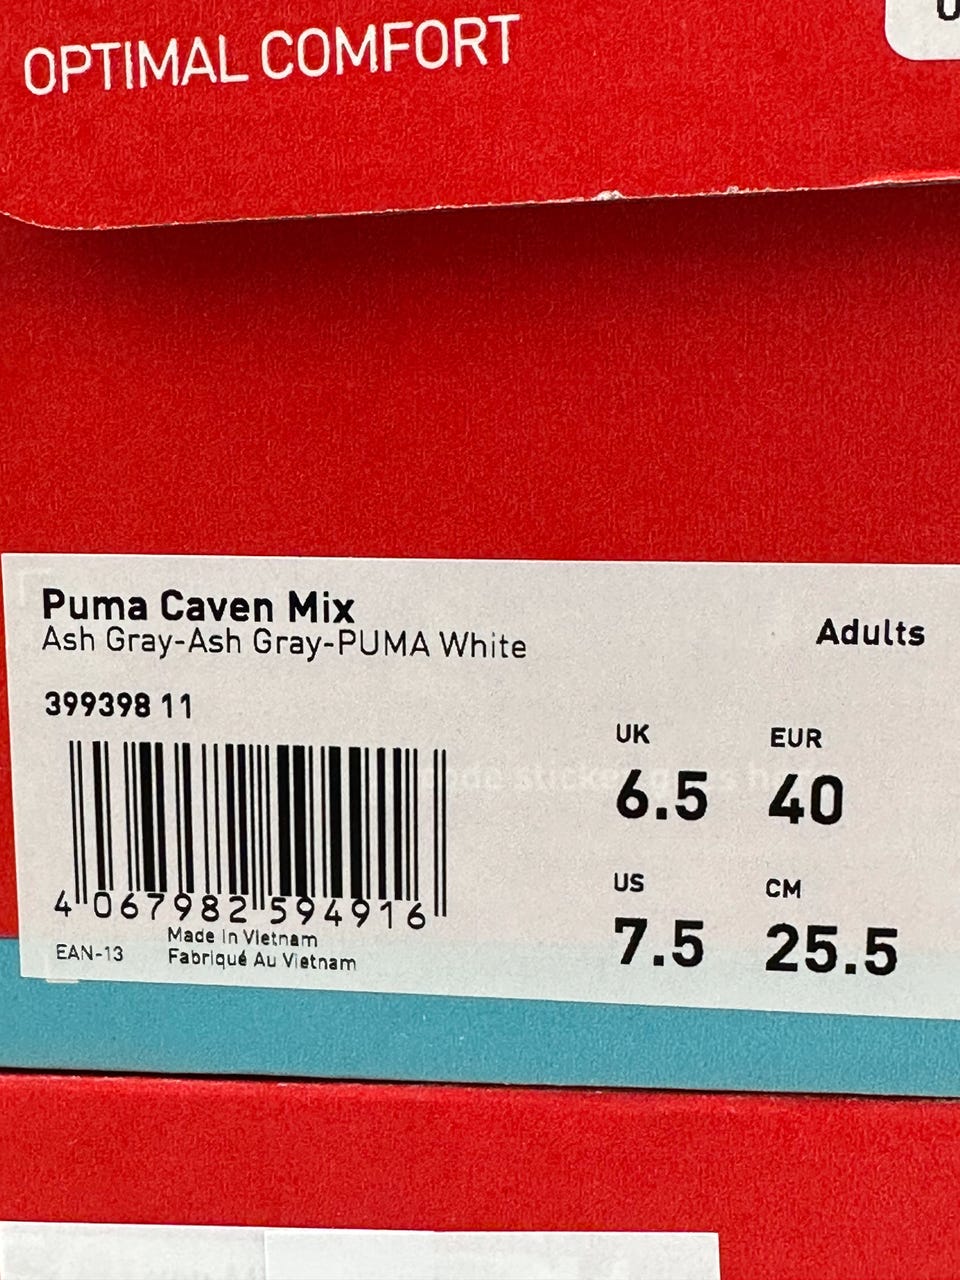 OPTIMAL COMFORT
Puma Caven Mix
Ash Gray-Ash Gray-PUMA White
Adults
399398 11
UK
EUR
6.5
40
US
CM
7.5
25.5
4 067982 594916
EAN-13
Made In Vietnam
Fabriqué Au Vietnam